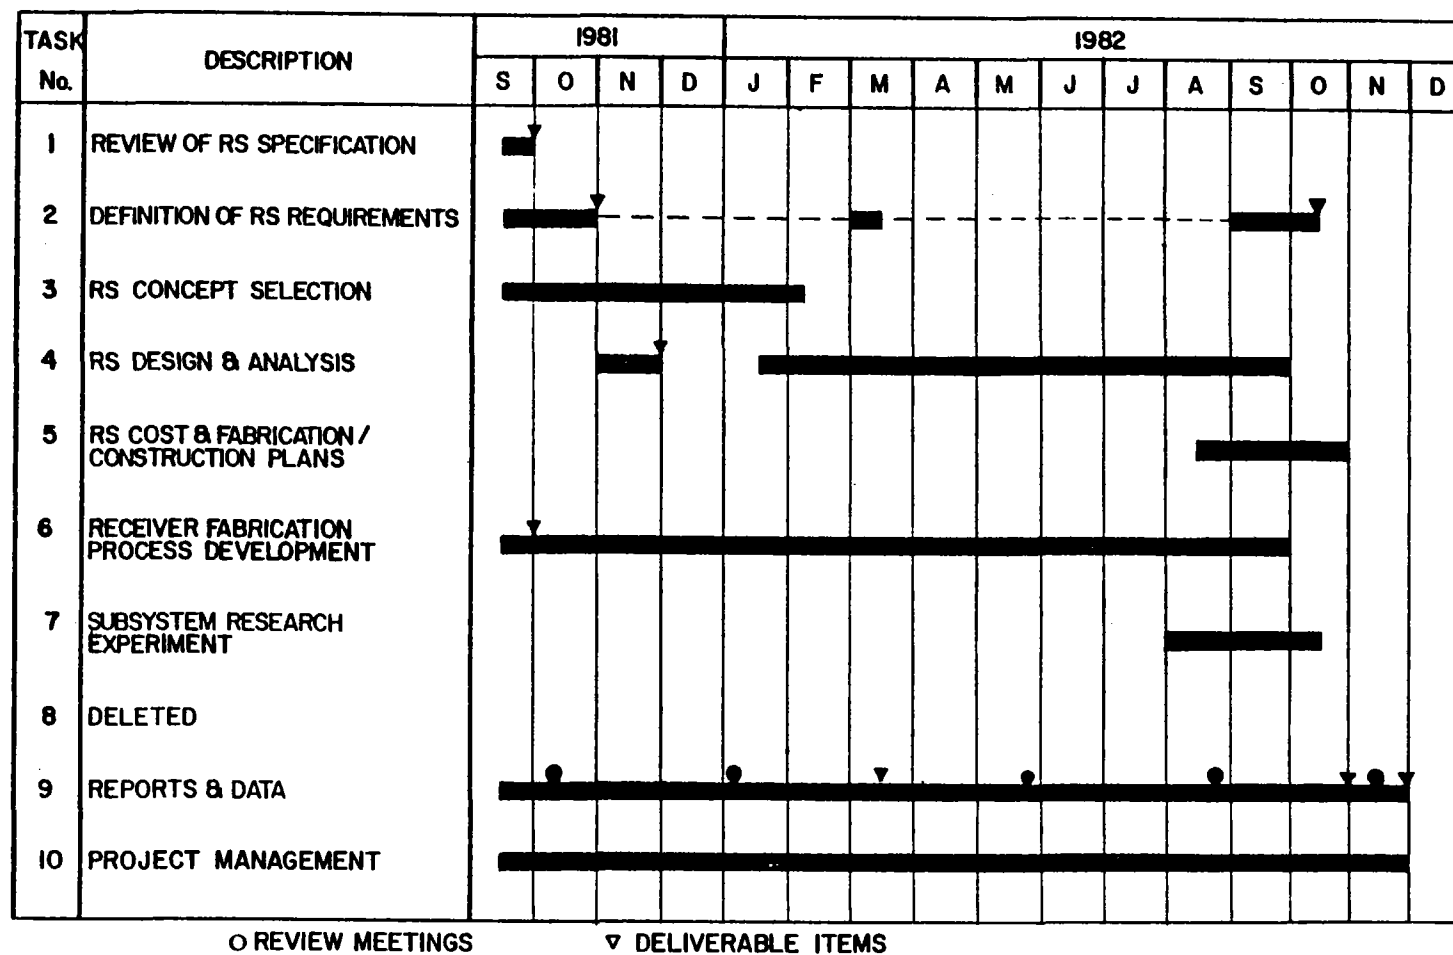 TASK No. DESCRIPTION 1981 1982
S O N D J F M A M J J A S O N D
1 REVIEW OF RS SPECIFICATION
2 DEFINITION OF RS REQUIREMENTS
3 RS CONCEPT SELECTION
4 RS DESIGN & ANALYSIS
5 RS COST & FABRICATION /
CONSTRUCTION PLANS
6 RECEIVER FABRICATION
PROCESS DEVELOPMENT
7 SUBSYSTEM RESEARCH
EXPERIMENT
8 DELETED
9 REPORTS & DATA
10 PROJECT MANAGEMENT
REVIEW MEETINGS DELIVERABLE ITEMS